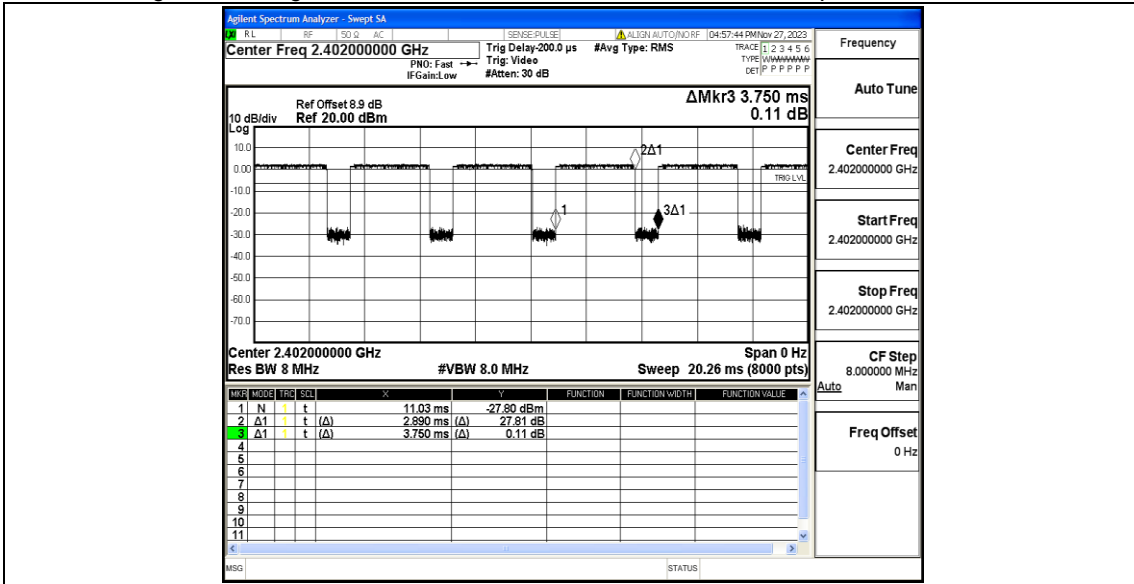 Agilent Spectrum Analyzer - Swept SA
RL RF 50 Ω AC SENSE:PULSE ALIGN AUTO/NO RF 04:57:44 PM Nov 27, 2023
Center Freq 2.402000000 GHz
PNO: Fast
IFGain:Low
Trig Delay-200.0 µs
Trig: Video
#Atten: 30 dB
#Avg Type: RMS
TRACE 1 2 3 4 5 6
TYPE WWWWWW
DET P P P P P P
Ref Offset 8.9 dB
10 dB/div Ref 20.00 dBm
Log
ΔMkr3 3.750 ms
0.11 dB
10.0
0.00
-10.0
-20.0
-30.0
-40.0
-50.0
-60.0
-70.0
2Δ1
TRIG LVL
1
3Δ1
Center 2.402000000 GHz Span 0 Hz
Res BW 8 MHz #VBW 8.0 MHz Sweep 20.26 ms (8000 pts)
MKR MODE TRC SCL X Y FUNCTION FUNCTION WIDTH FUNCTION VALUE
1 N 1 t 11.03 ms -27.80 dBm
2 Δ1 1 t (Δ) 2.890 ms (Δ) 27.81 dB
3 Δ1 1 t (Δ) 3.750 ms (Δ) 0.11 dB
4
5
6
7
8
9
10
11
MSG STATUS
Frequency
Auto Tune
Center Freq
2.402000000 GHz
Start Freq
2.402000000 GHz
Stop Freq
2.402000000 GHz
CF Step
8.000000 MHz
Auto Man
Freq Offset
0 Hz